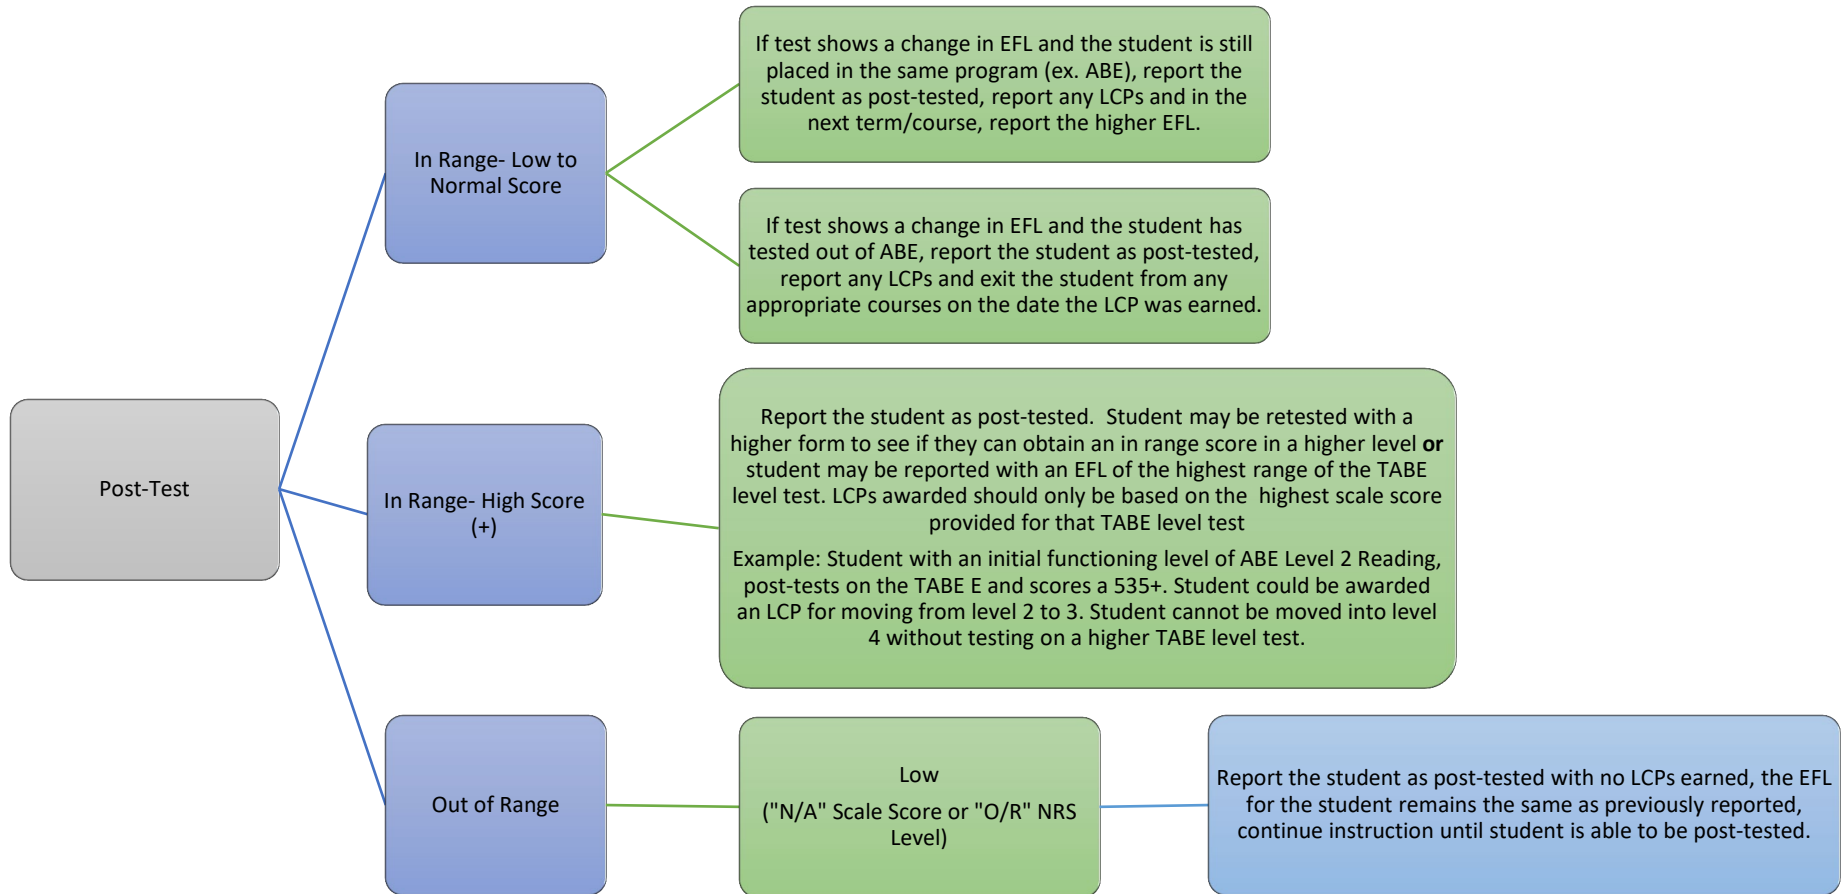 If test shows a change in EFL and the student is still
placed in the same program (ex. ABE), report the
student as post-tested, report any LCPs and in the
next term/course, report the higher EFL.
In Range- Low to
Normal Score
If test shows a change in EFL and the student has
tested out of ABE, report the student as post-tested,
report any LCPs and exit the student from any
appropriate courses on the date the LCP was earned.
Post-Test
In Range- High Score
(+)
Report the student as post-tested.  Student may be retested with a
higher form to see if they can obtain an in range score in a higher level or
student may be reported with an EFL of the highest range of the TABE
level test. LCPs awarded should only be based on the  highest scale score
provided for that TABE level test
Example: Student with an initial functioning level of ABE Level 2 Reading,
post-tests on the TABE E and scores a 535+. Student could be awarded
an LCP for moving from level 2 to 3. Student cannot be moved into level
4 without testing on a higher TABE level test.
Out of Range
Low
("N/A" Scale Score or "O/R" NRS
Level)
Report the student as post-tested with no LCPs earned, the EFL
for the student remains the same as previously reported,
continue instruction until student is able to be post-tested.